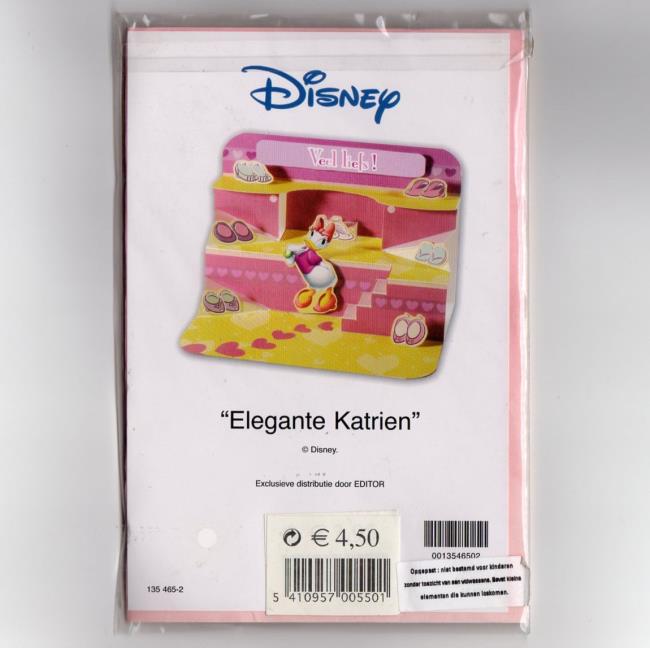 Disney
Veel liefs!
“Elegante Katrien”
© Disney.
Exclusieve distributie door EDITOR
€ 4,50
5 410957 005501
0013546502
Opgepast : niet bestemd voor kinderen
zonder toezicht van een volwassene. Bevat kleine
elementen die kunnen loskomen.
135 465-2